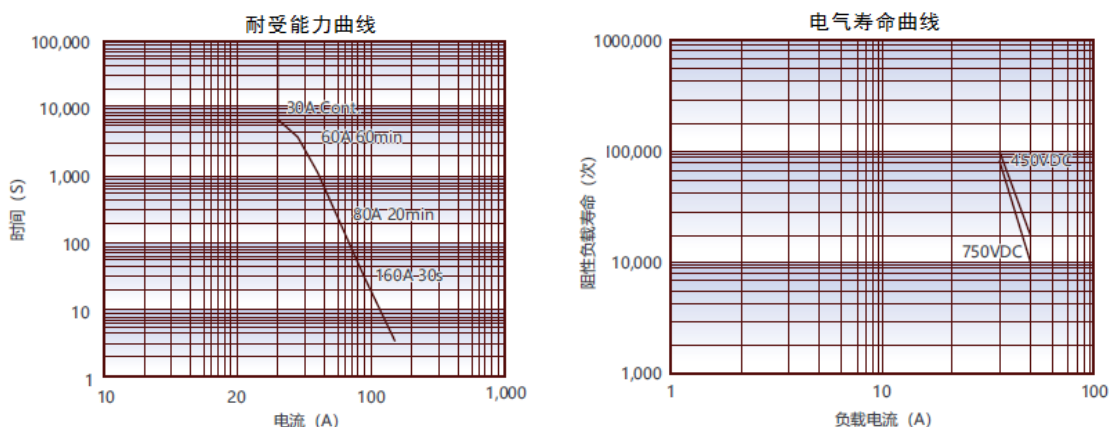 耐受能力曲线
100,000
10,000
1,000
100
10
1
时间（S）
30A Cont.
60A 60min
80A 20min
160A 30s
10
20
100
1,000
电流（A）
电气寿命曲线
1000,000
100,000
10,000
1,000
阻性负载寿命（次）
450VDC
750VDC
1
10
100
负载电流（A）